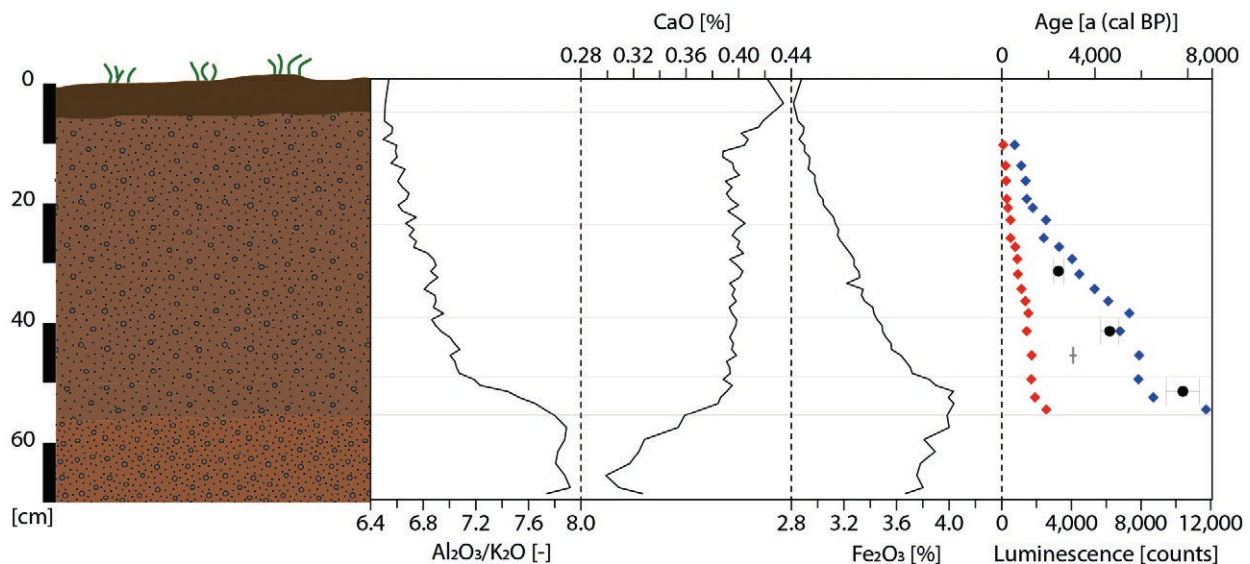 CaO [%]
Age [a (cal BP)]
0.28 0.32 0.36 0.40 0.44 0 4,000 8,000
0
20
40
60
[cm]
6.4 6.8 7.2 7.6 8.0 2.8 3.2 3.6 4.0 0 4,000 8,000 12,000
Al₂O₃/K₂O [-] Fe₂O₃ [%] Luminescence [counts]